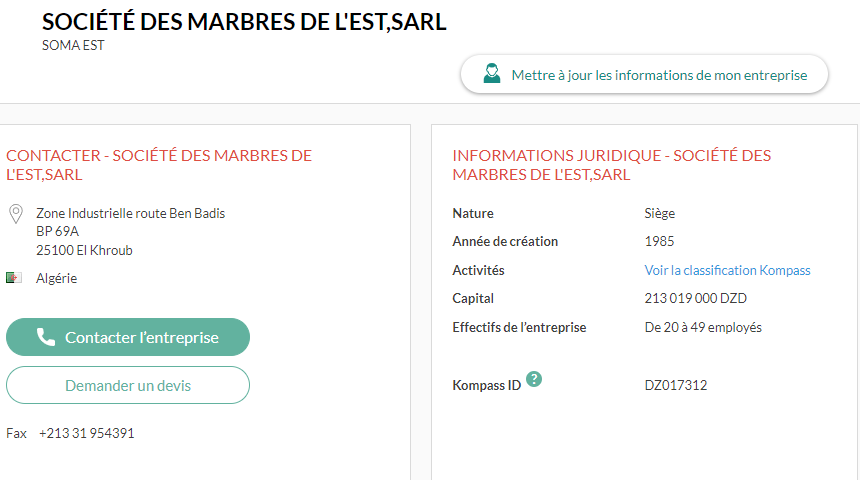 SOCIÉTÉ DES MARBRES DE L'EST,SARL
SOMA EST
Mettre à jour les informations de mon entreprise
CONTACTER - SOCIÉTÉ DES MARBRES DE
L'EST,SARL
Zone Industrielle route Ben Badis
BP 69A
25100 El Khroub
Algérie
Contacter l'entreprise
Demander un devis
Fax +213 31 954391
INFORMATIONS JURIDIQUE - SOCIÉTÉ DES
MARBRES DE L'EST,SARL
Nature Siège
Année de création 1985
Activités Voir la classification Kompass
Capital 213 019 000 DZD
Effectifs de l'entreprise De 20 à 49 employés
Kompass ID ? DZ017312